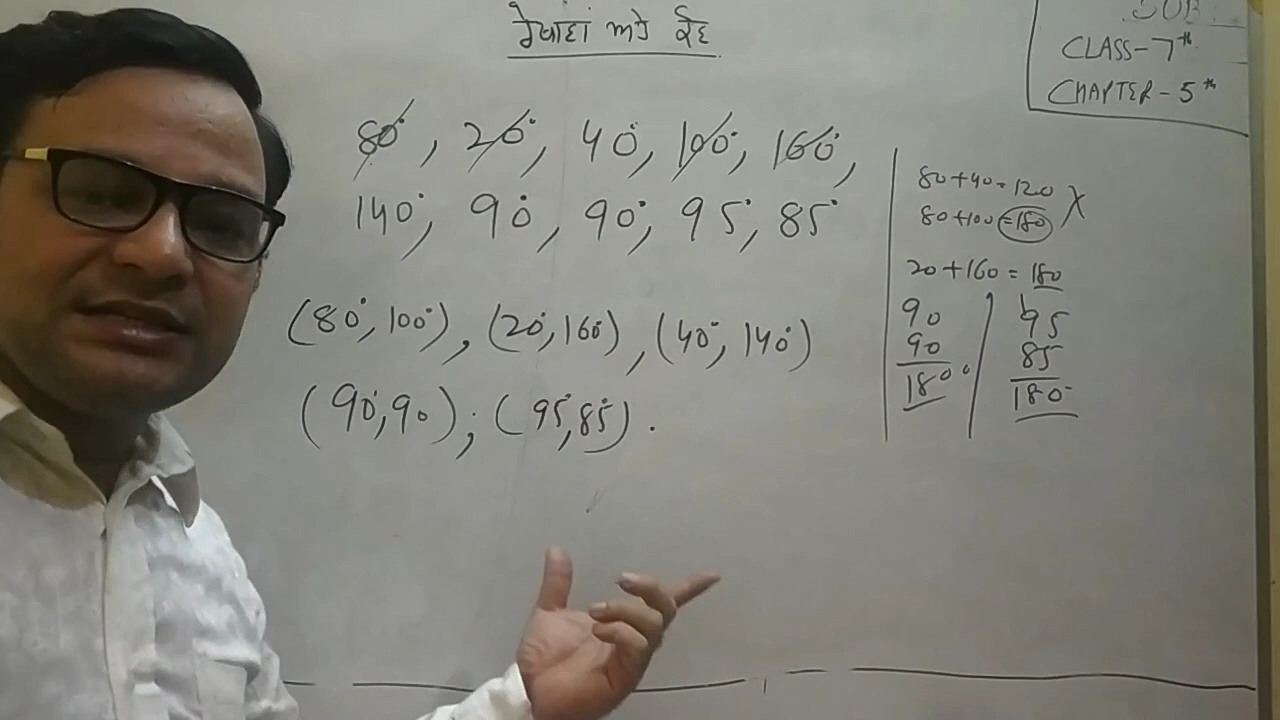 ਰੇਖਾਵਾਂ ਅਤੇ ਕੋਣ
CLASS-7th
CHAPTER-5th
80°, 20°, 40°, 100°, 160°,
140°, 90°, 90°, 95°, 85°
(80°, 100°), (20°, 160°), (40°, 140°)
(90°, 90), (95°, 85°).
80+40=120
80+100=180
20+160=180
90
90
180°
95
85
180°